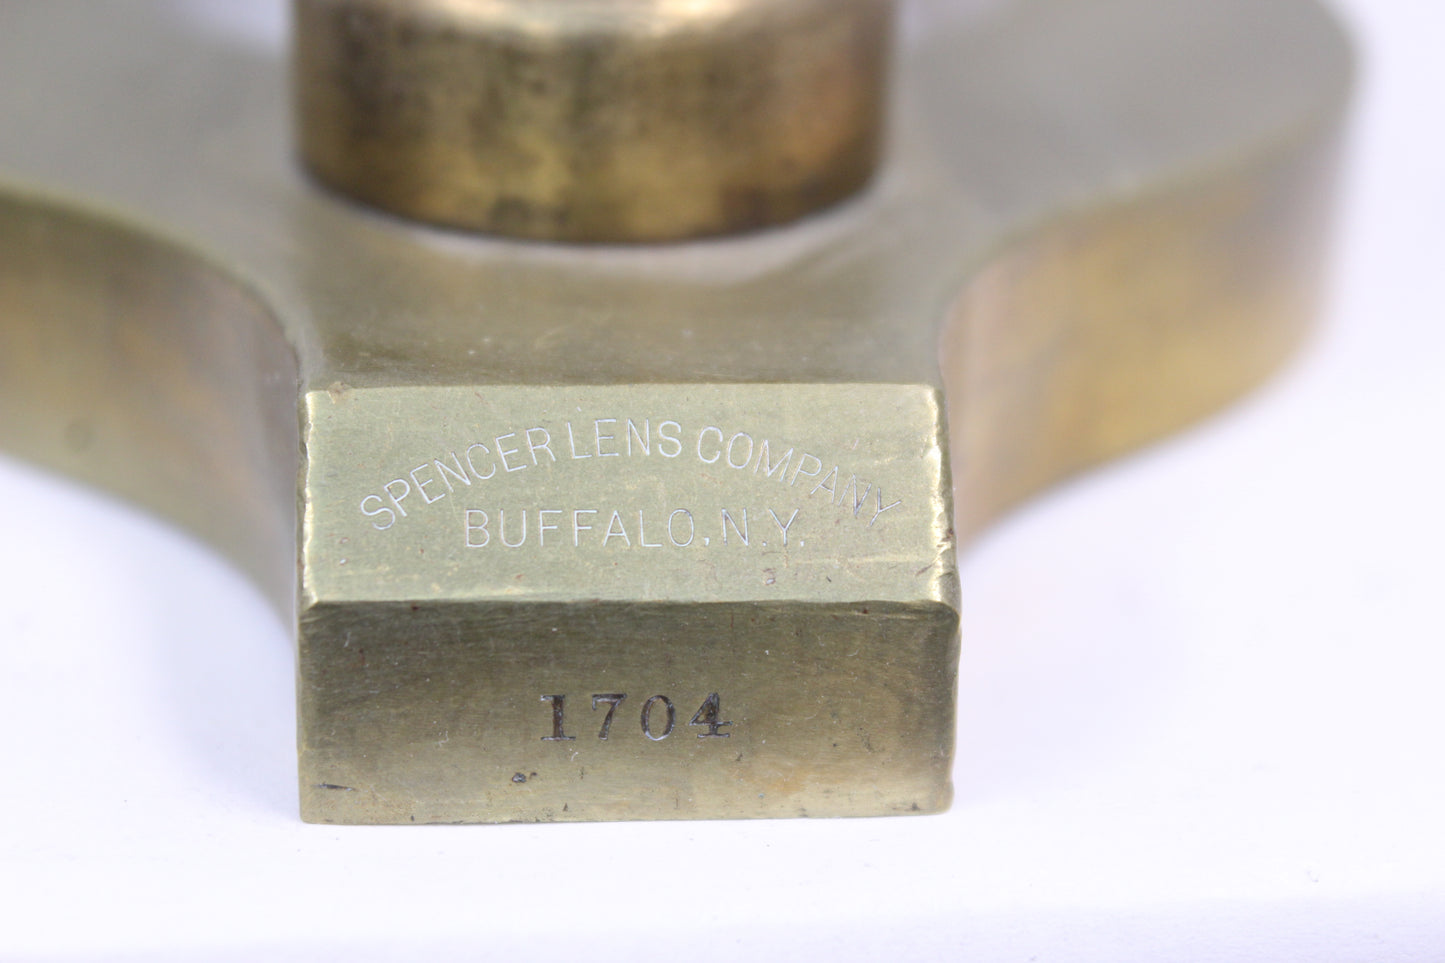 SPENCER LENS COMPANY
BUFFALO, N.Y.
1704